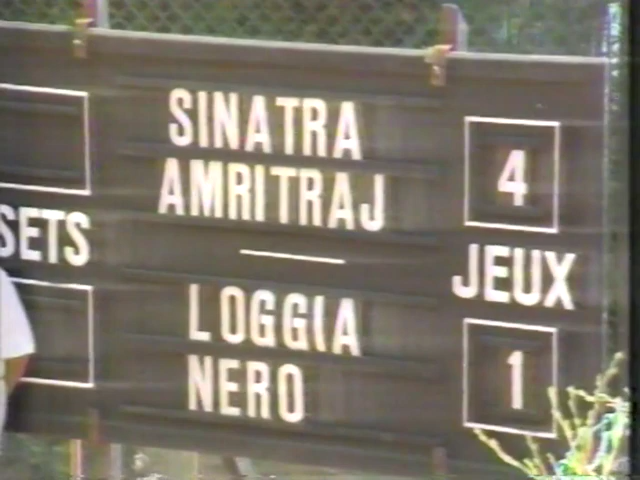 SINATRA
AMRITRAJ
4
SETS
JEUX
LOGGIA
NERO
1